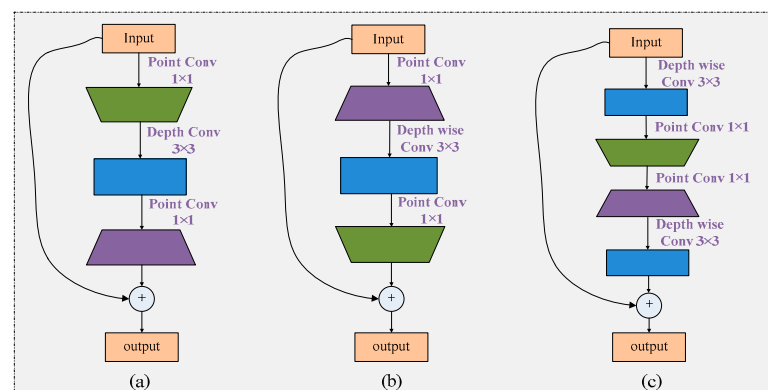 Input
Point Conv
1×1
Depth Conv
3×3
Point Conv
1×1
+
output
(a)
Input
Point Conv
1×1
Depth wise
Conv 3×3
Point Conv
1×1
+
output
(b)
Input
Depth wise
Conv 3×3
Point Conv 1×1
Point Conv 1×1
Depth wise
Conv 3×3
+
output
(c)